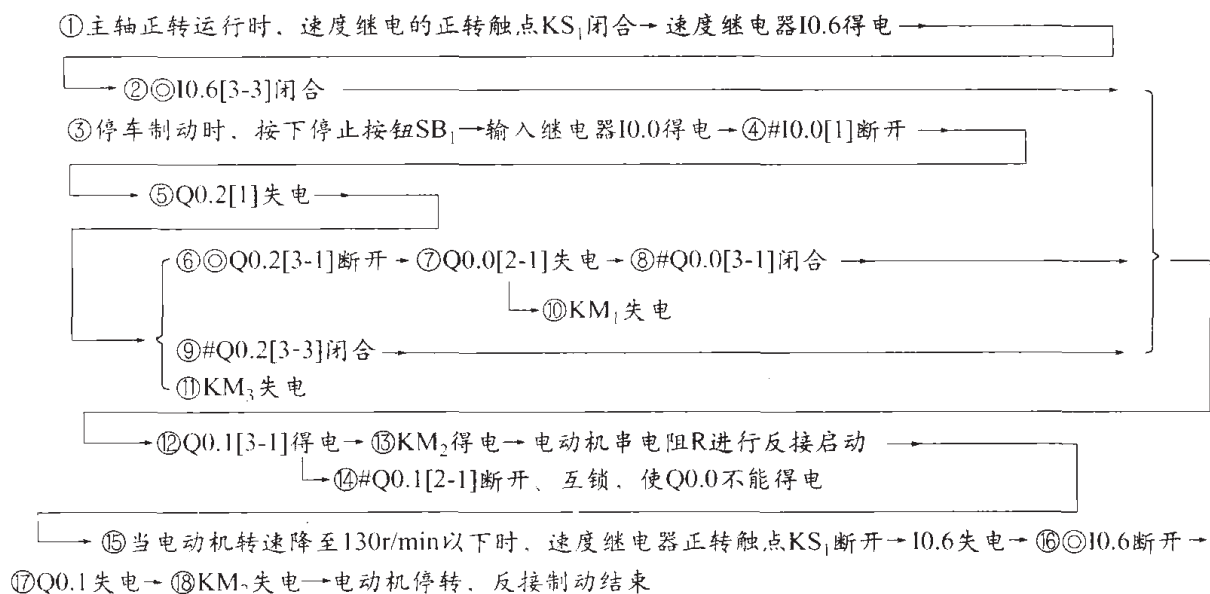 ①主轴正转运行时、速度继电的正转触点KS₁闭合→速度继电器I0.6得电→
→②◎I0.6[3-3]闭合→
③停车制动时、按下停止按钮SB₁→输入继电器I0.0得电→④#I0.0[1]断开→
→⑤Q0.2[1]失电→
⑥◎Q0.2[3-1]断开→⑦Q0.0[2-1]失电→⑧#Q0.0[3-1]闭合→
→⑩KM₁失电
⑨#Q0.2[3-3]闭合→
⑪KM₃失电
→⑫Q0.1[3-1]得电→⑬KM₂得电→电动机串电阻R进行反接启动→
→⑭#Q0.1[2-1]断开、互锁、使Q0.0不能得电
→⑮当电动机转速降至130r/min以下时、速度继电器正转触点KS₁断开→I0.6失电→⑯◎I0.6断开→
⑰Q0.1失电→⑱KM₂失电→电动机停转、反接制动结束